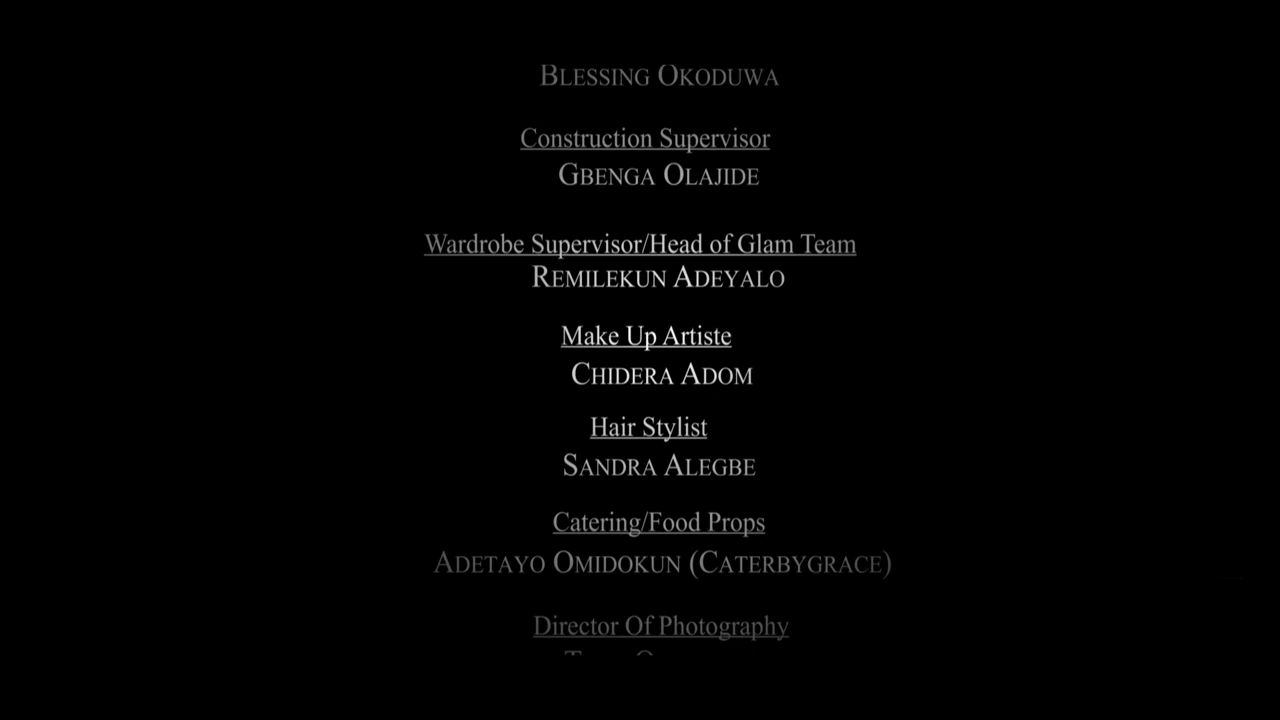 BLESSING OKODUWA
Construction Supervisor
GBENGA OLAJIDE
Wardrobe Supervisor/Head of Glam Team
REMILEKUN ADEYALO
Make Up Artiste
CHIDERA ADOM
Hair Stylist
SANDRA ALEGBE
Catering/Food Props
ADETAYO OMIDOKUN (CATERBYGRACE)
Director Of Photography